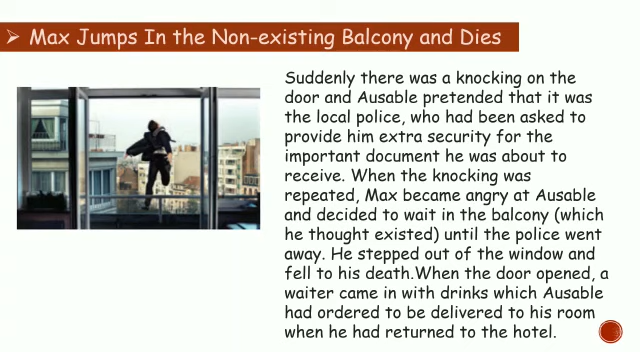 Max Jumps In the Non-existing Balcony and Dies
Suddenly there was a knocking on the
door and Ausable pretended that it was
the local police, who had been asked to
provide him extra security for the
important document he was about to
receive. When the knocking was
repeated, Max became angry at Ausable
and decided to wait in the balcony (which
he thought existed) until the police went
away. He stepped out of the window and
fell to his death.When the door opened, a
waiter came in with drinks which Ausable
had ordered to be delivered to his room
when he had returned to the hotel.